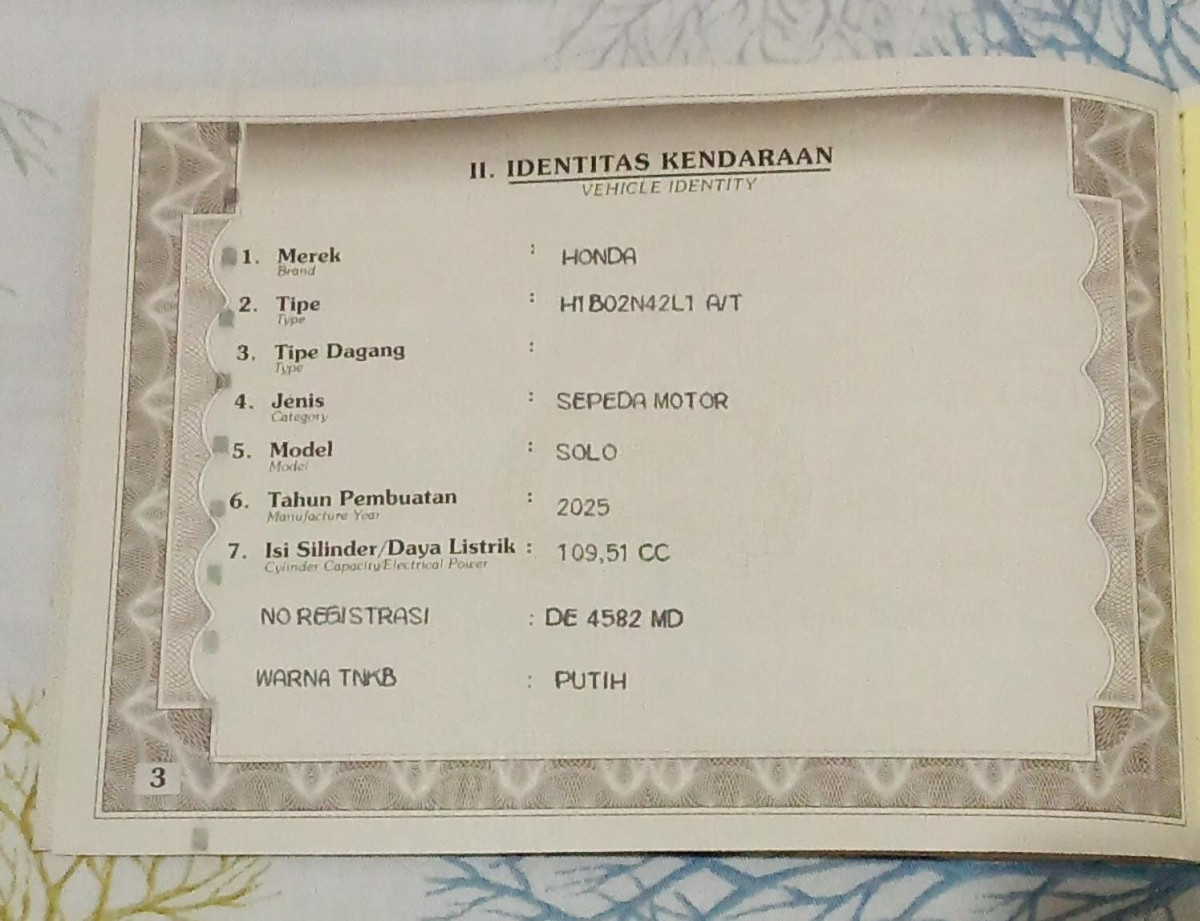 II. IDENTITAS KENDARAAN
VEHICLE IDENTITY
1. Merek : HONDA
Brand
2. Tipe : H1B02N42L1 A/T
Type
3. Tipe Dagang :
Type
4. Jenis : SEPEDA MOTOR
Category
5. Model : SOLO
Model
6. Tahun Pembuatan : 2025
Manufacture Year
7. Isi Silinder/Daya Listrik : 109,51 CC
Cylinder Capacity/Electrical Power
NO REGISTRASI : DE 4582 MD
WARNA TNKB : PUTIH
3